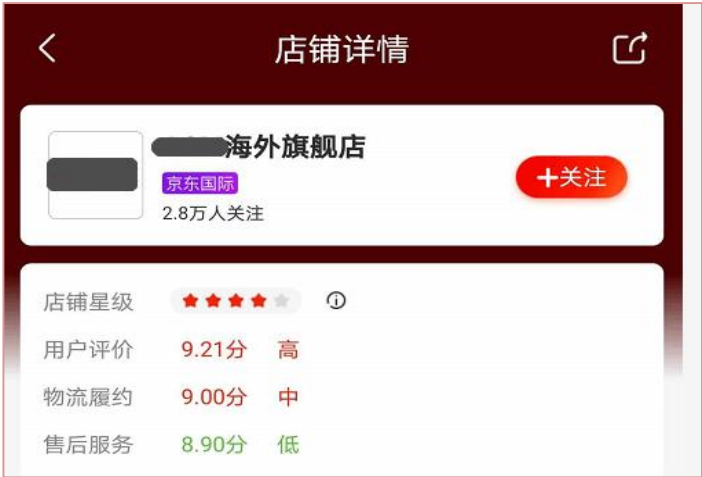 店铺详情
海外旗舰店
京东国际
2.8万人关注
+关注
店铺星级
用户评价 9.21分 高
物流履约 9.00分 中
售后服务 8.90分 低